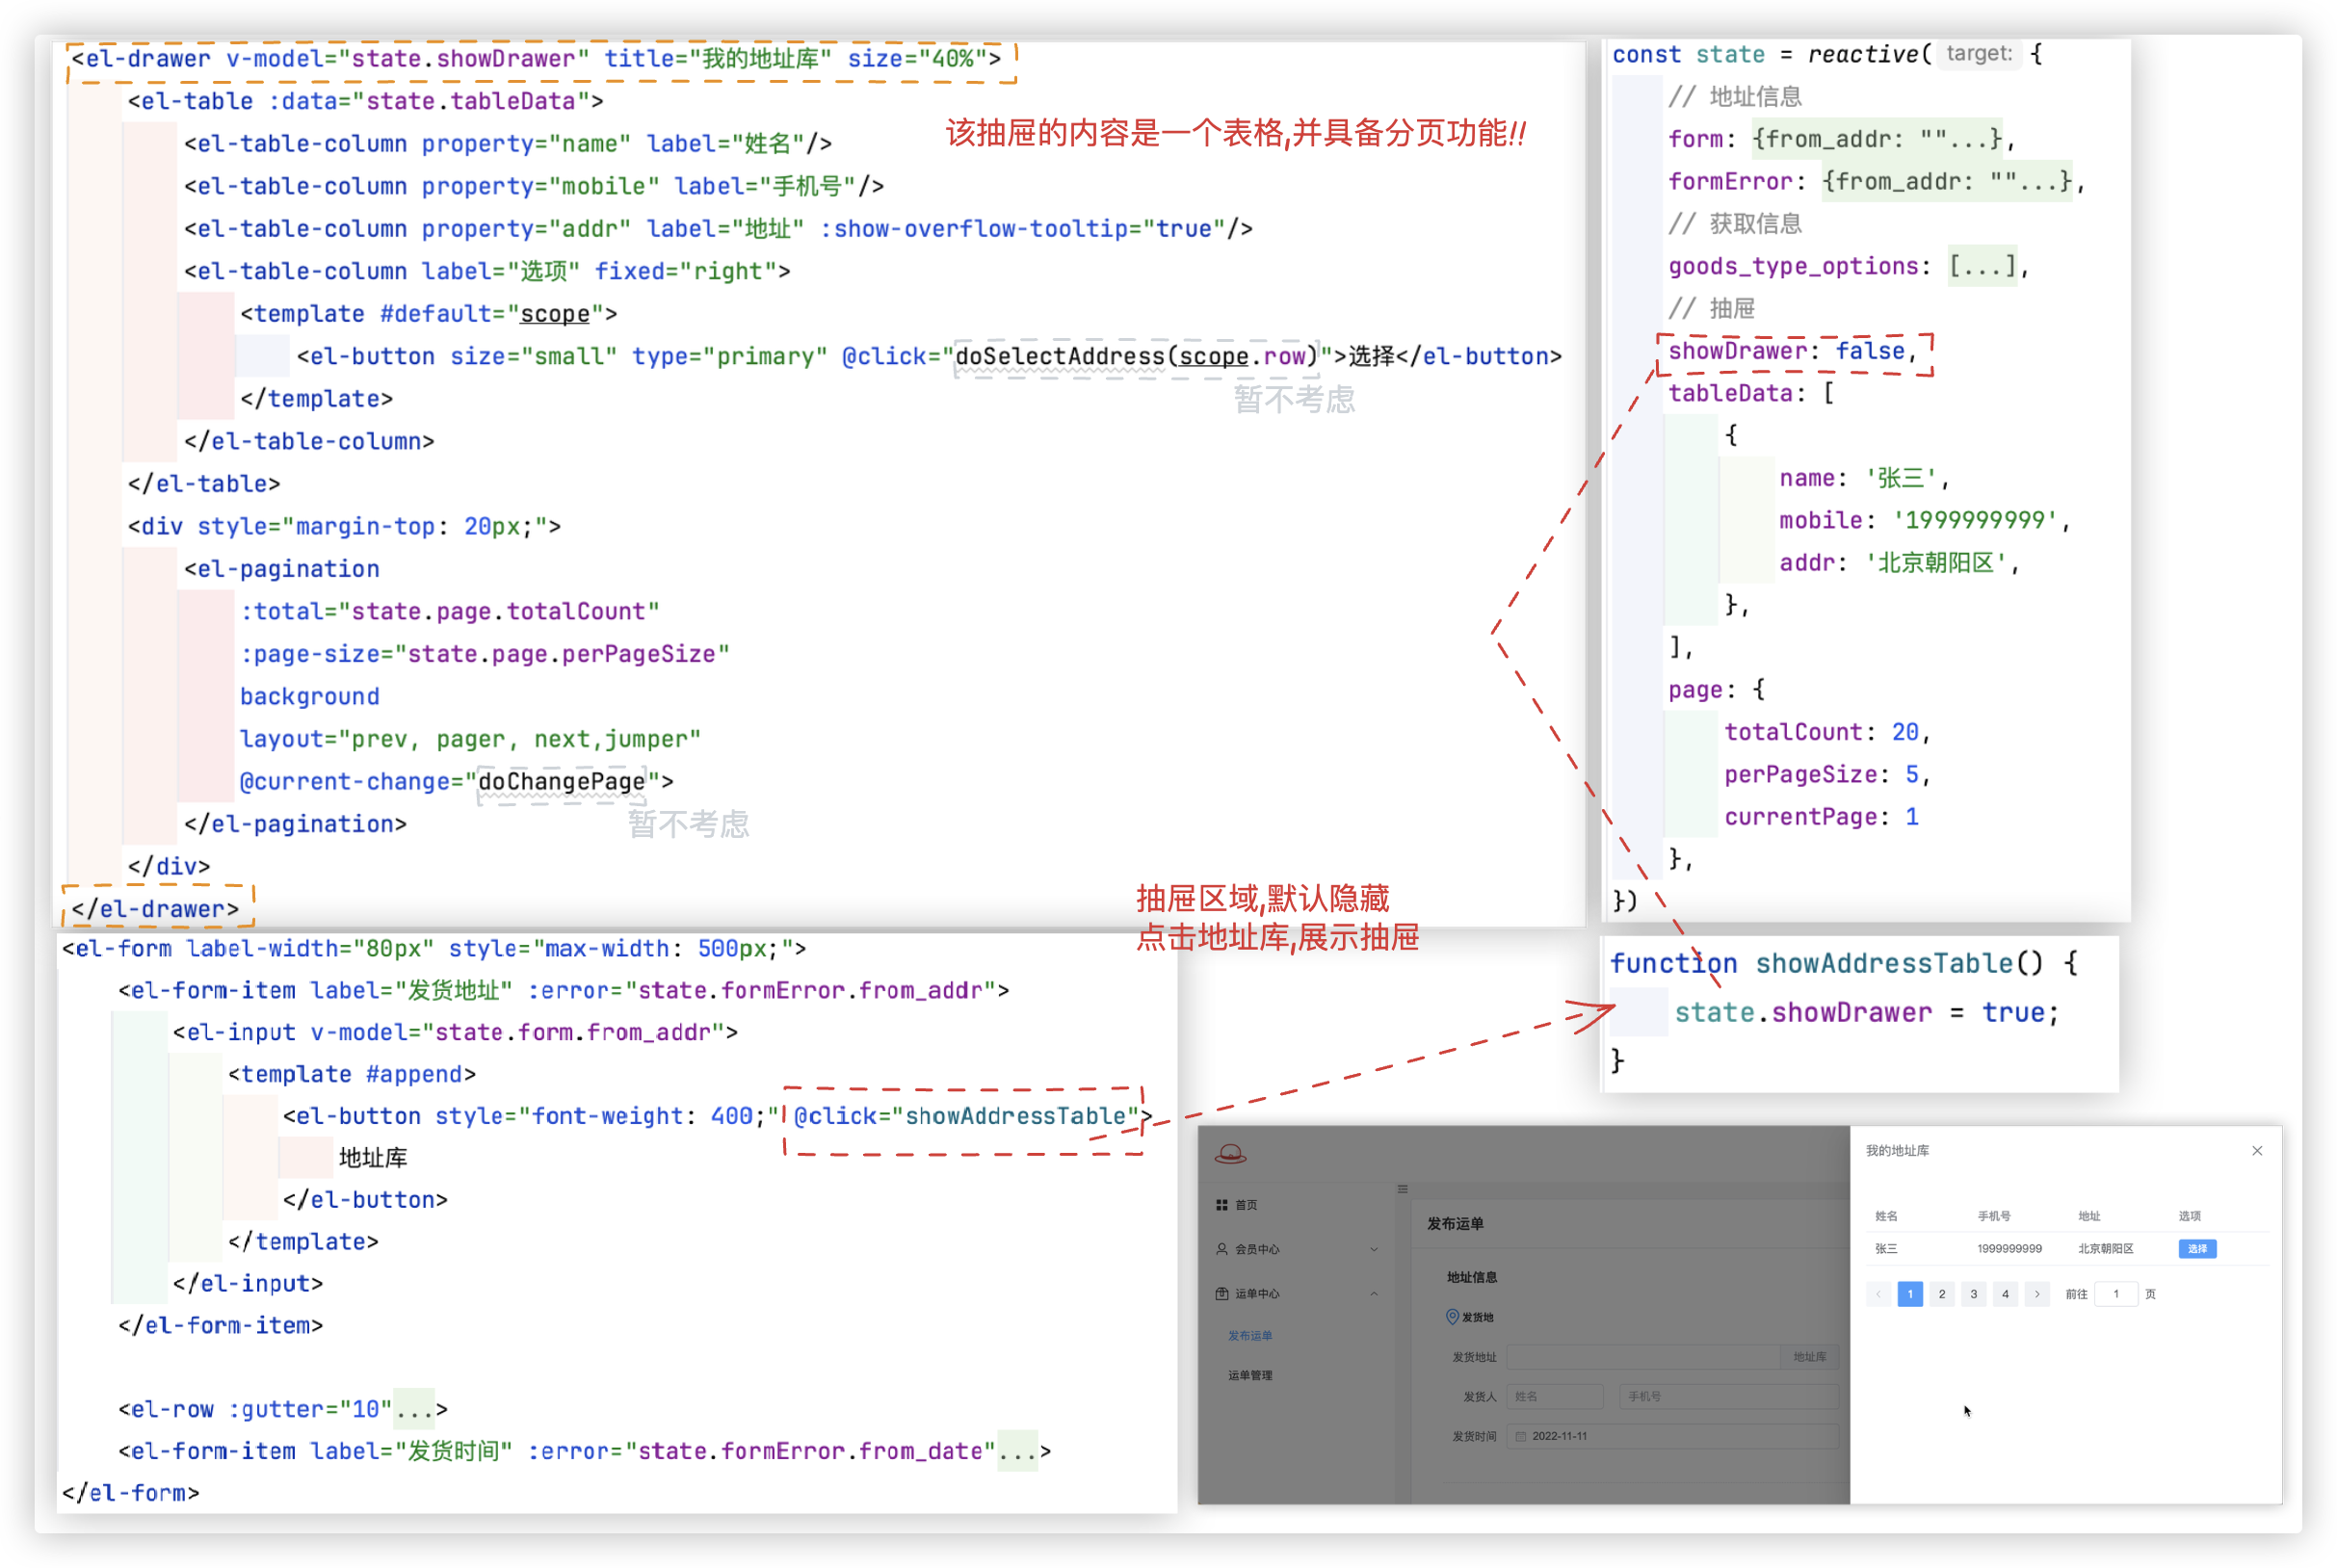 <el-drawer v-model="state.showDrawer" title="我的地址库" size="40%">
<el-table :data="state.tableData">
该抽屉的内容是一个表格,并具备分页功能!!
<el-table-column property="name" label="姓名"/>
<el-table-column property="mobile" label="手机号"/>
<el-table-column property="addr" label="地址" :show-overflow-tooltip="true"/>
<el-table-column label="选项" fixed="right">
<template #default="scope">
<el-button size="small" type="primary" @click="doSelectAddress(scope.row)">选择</el-button>
暂不考虑
</template>
</el-table-column>
</el-table>
<div style="margin-top: 20px;">
<el-pagination
:total="state.page.totalCount"
:page-size="state.page.perPageSize"
background
layout="prev, pager, next,jumper"
@current-change="doChangePage">
暂不考虑
</el-pagination>
</div>
</el-drawer>
const state = reactive( target: {
// 地址信息
form: {from_addr: ""...},
formError: {from_addr: ""...},
// 获取信息
goods_type_options: [...],
// 抽屉
showDrawer: false,
tableData: [
{
name: '张三',
mobile: '1999999999',
addr: '北京朝阳区',
},
],
page: {
totalCount: 20,
perPageSize: 5,
currentPage: 1
},
})
抽屉区域,默认隐藏
点击地址库,展示抽屉
<el-form label-width="80px" style="max-width: 500px;">
<el-form-item label="发货地址" :error="state.formError.from_addr">
<el-input v-model="state.form.from_addr">
<template #append>
<el-button style="font-weight: 400;" @click="showAddressTable">
地址库
</el-button>
</template>
</el-input>
</el-form-item>
<el-row :gutter="10"...>
<el-form-item label="发货时间" :error="state.formError.from_date"...>
</el-form>
function showAddressTable() {
state.showDrawer = true;
}
首页
会员中心
运单中心
发布运单
运单管理
发布运单
地址信息
发货地
发货地址 地址库
发货人 姓名 手机号
发货时间 2022-11-11
我的地址库
姓名 手机号 地址 选项
张三 1999999999 北京朝阳区 选择
1 2 3 4 前往 1 页